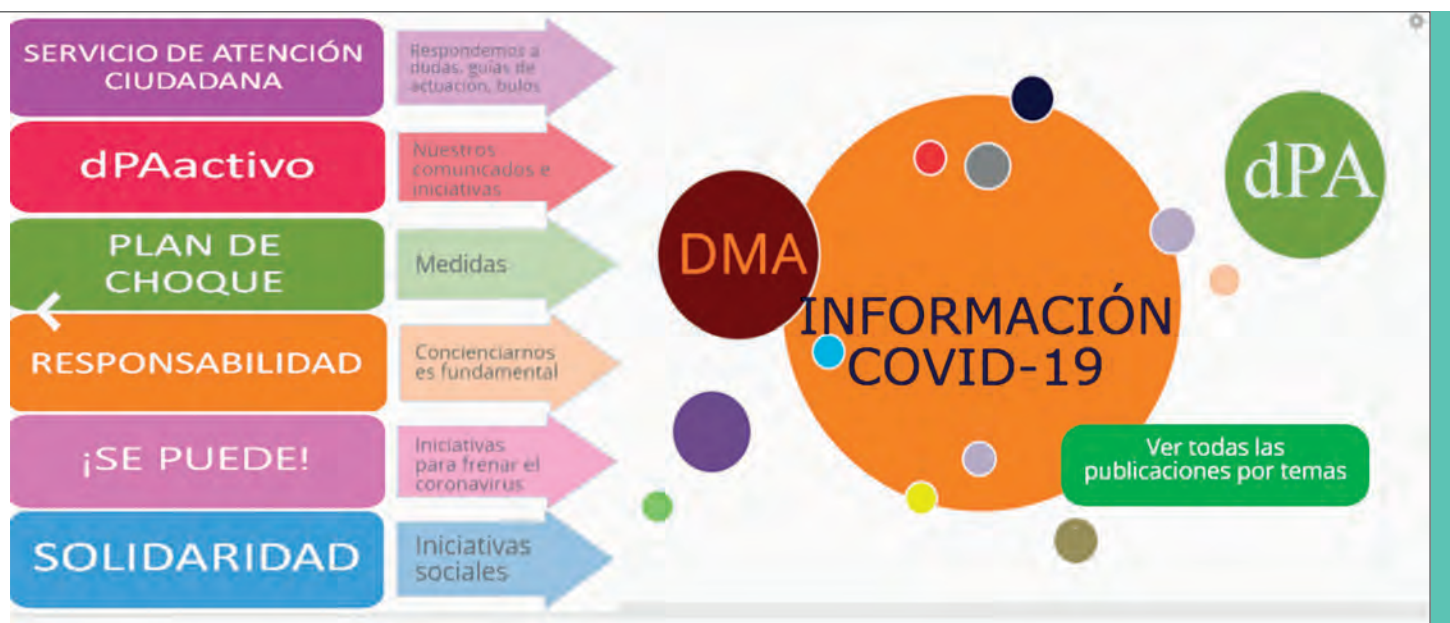 SERVICIO DE ATENCIÓN
CIUDADANA
Respondemos a
dudas, guías de
actuación, bulos
dPAactivo
Nuestros
comunicados e
iniciativas
PLAN DE
CHOQUE
Medidas
RESPONSABILIDAD
Concienciarnos
es fundamental
¡SE PUEDE!
Iniciativas
para frenar el
coronavirus
SOLIDARIDAD
Iniciativas
sociales
DMA
dPA
INFORMACIÓN
COVID-19
Ver todas las
publicaciones por temas